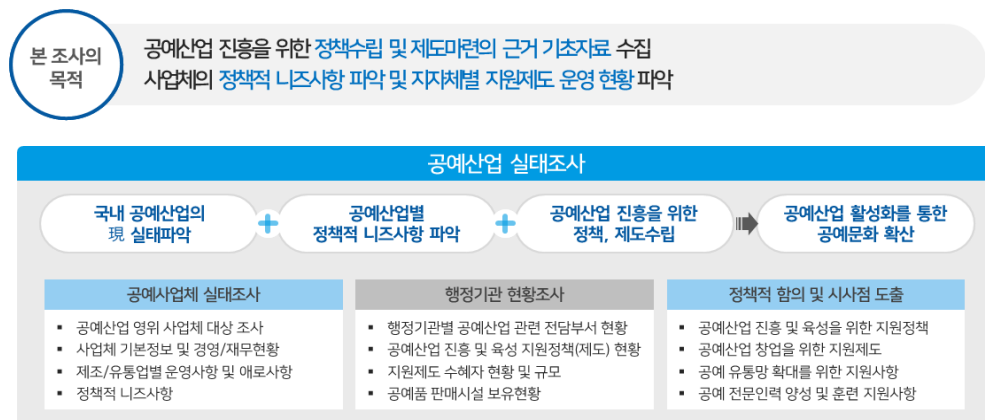 본 조사의
목적
공예산업 진흥을 위한 정책수립 및 제도마련의 근거 기초자료 수집
사업체의 정책적 니즈사항 파악 및 지자체별 지원제도 운영 현황 파악
공예산업 실태조사
국내 공예산업의
現 실태파악
공예산업별
정책적 니즈사항 파악
공예산업 진흥을 위한
정책, 제도수립
공예산업 활성화를 통한
공예문화 확산
공예사업체 실태조사
▪ 공예산업 영위 사업체 대상 조사
▪ 사업체 기본정보 및 경영/재무현황
▪ 제조/유통업별 운영사항 및 애로사항
▪ 정책적 니즈사항
행정기관 현황조사
▪ 행정기관별 공예산업 관련 전담부서 현황
▪ 공예산업 진흥 및 육성 지원정책(제도) 현황
▪ 지원제도 수혜자 현황 및 규모
▪ 공예품 판매시설 보유현황
정책적 함의 및 시사점 도출
▪ 공예산업 진흥 및 육성을 위한 지원정책
▪ 공예산업 창업을 위한 지원제도
▪ 공예 유통망 확대를 위한 지원사항
▪ 공예 전문인력 양성 및 훈련 지원사항